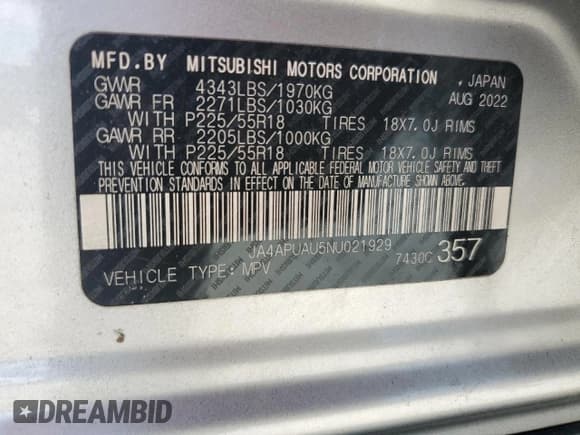 MFD.BY MITSUBISHI MOTORS CORPORATION
GVWR 4343LBS/1970KG . JAPAN
GAWR FR 2271LBS/1030KG AUG 2022
WITH P225/55R18 TIRES 18X7.0J RIMS
GAWR RR 2205LBS/1000KG
WITH P225/55R18 TIRES 18X7.0J RIMS
THIS VEHICLE CONFORMS TO ALL APPLICABLE FEDERAL MOTOR VEHICLE SAFETY AND THEFT
PREVENTION STANDARDS IN EFFECT ON THE DATE OF MANUFACTURE SHOWN ABOVE.
JA4APUAU5NU021929
7430C 357
VEHICLE TYPE: MPV
DREAMBID